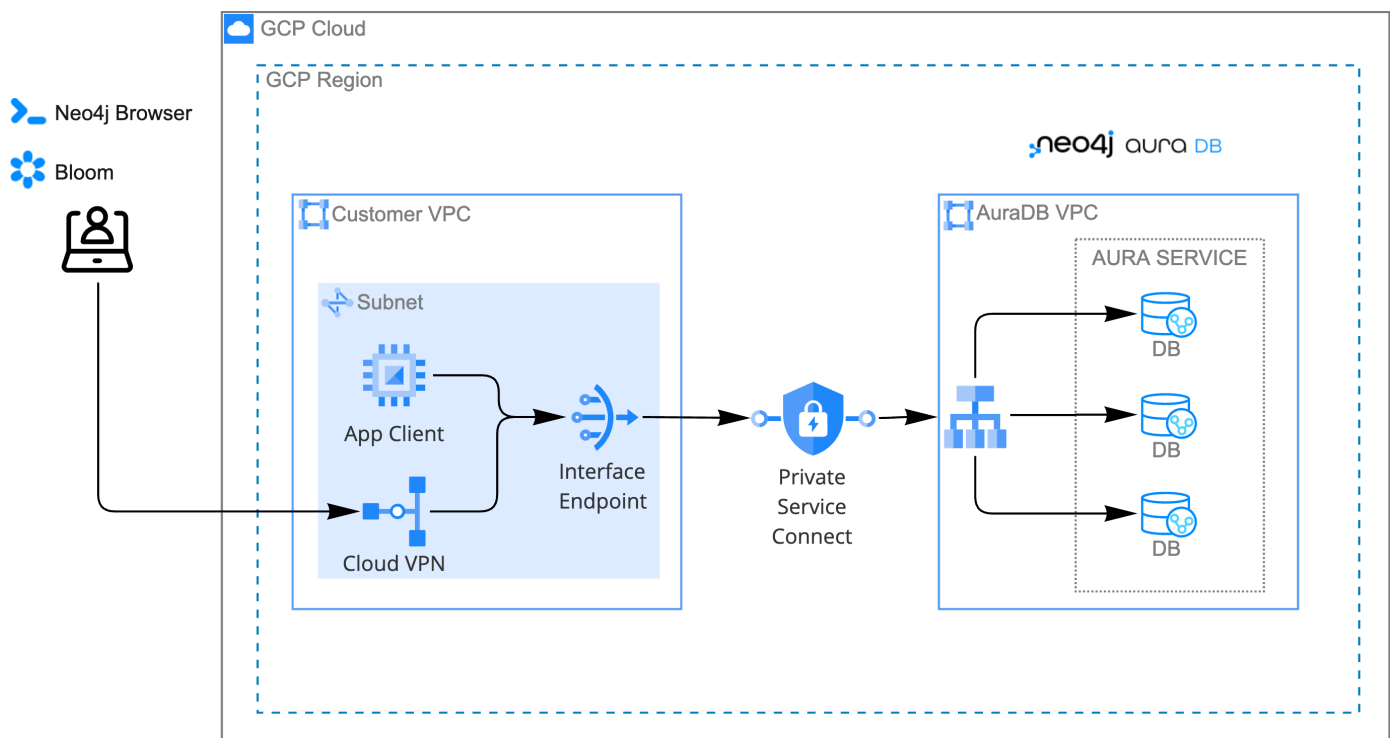 GCP Cloud
GCP Region
Neo4j Browser
Bloom
neo4j aura DB
Customer VPC
Subnet
App Client
Cloud VPN
Interface
Endpoint
Private
Service
Connect
AuraDB VPC
AURA SERVICE
DB
DB
DB